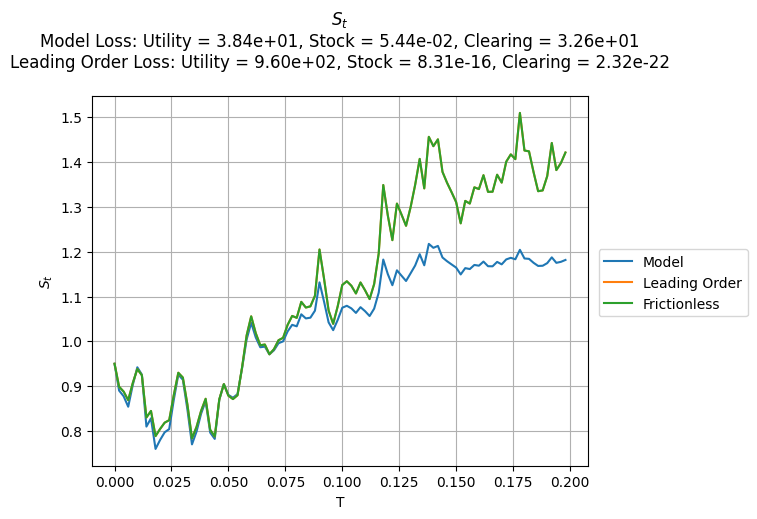 S_t
Model Loss: Utility = 3.84e+01, Stock = 5.44e-02, Clearing = 3.26e+01
Leading Order Loss: Utility = 9.60e+02, Stock = 8.31e-16, Clearing = 2.32e-22
1.5
1.4
1.3
1.2
1.1
1.0
0.9
0.8
S_t
Model
Leading Order
Frictionless
0.000 0.025 0.050 0.075 0.100 0.125 0.150 0.175 0.200
T